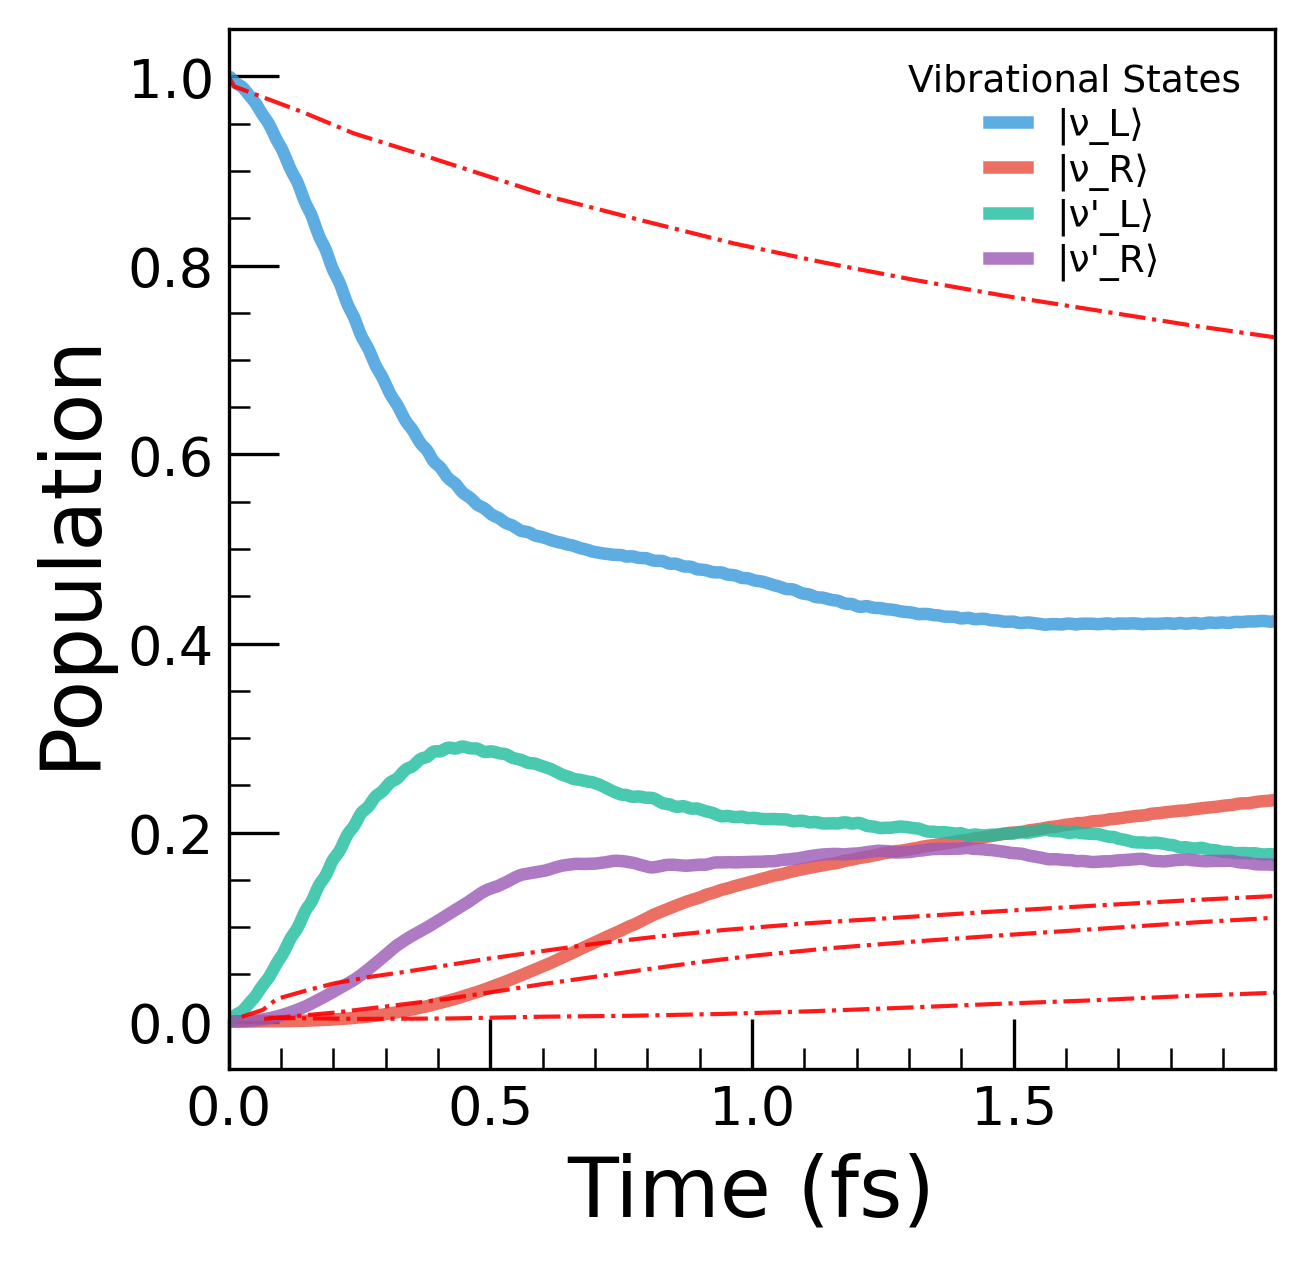 Vibrational States
|ν_L⟩
|ν_R⟩
|ν'_L⟩
|ν'_R⟩
Population
1.0
0.8
0.6
0.4
0.2
0.0
0.0 0.5 1.0 1.5
Time (fs)